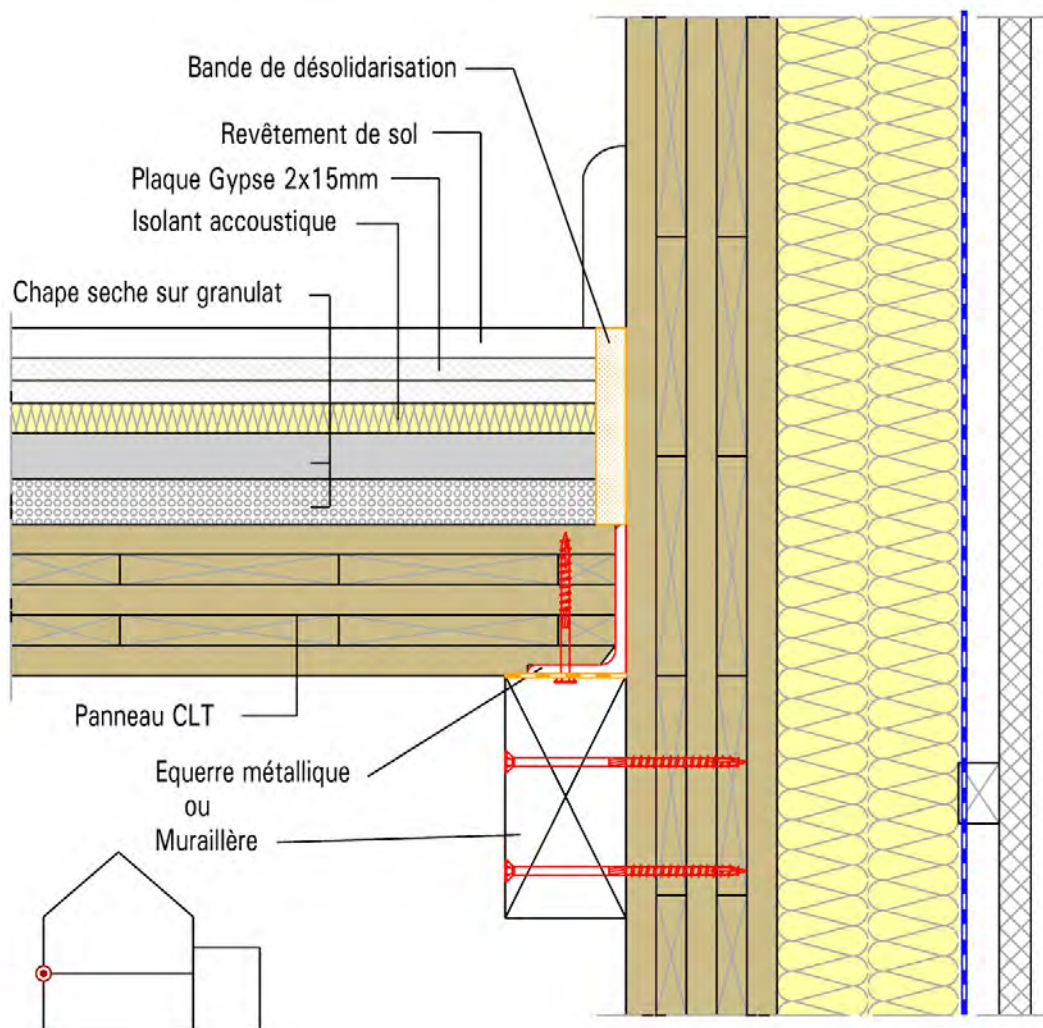 Bande de désolidarisation
Revêtement de sol
Plaque Gypse 2x15mm
Isolant accoustique
Chape seche sur granulat
Panneau CLT
Equerre métallique
ou
Muraillère